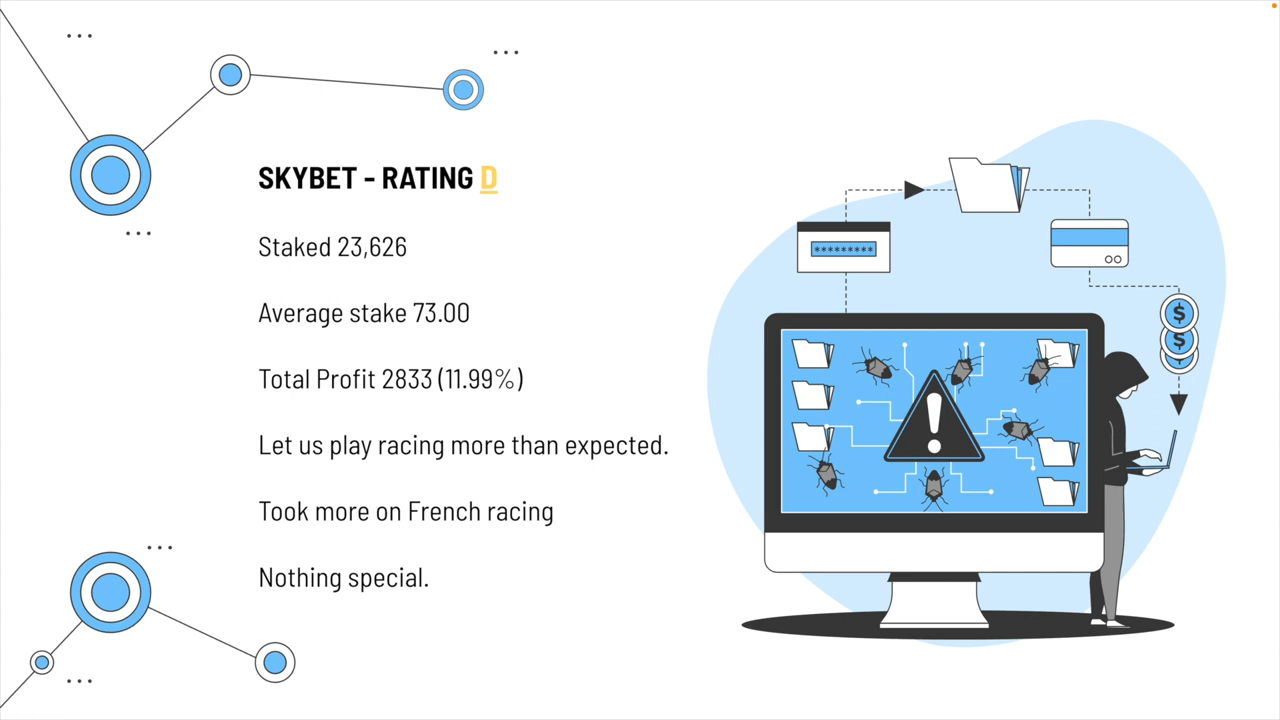 SKYBET - RATING D
Staked 23,626
Average stake 73.00
Total Profit 2833 (11.99%)
Let us play racing more than expected.
Took more on French racing
Nothing special.
*********
$
$